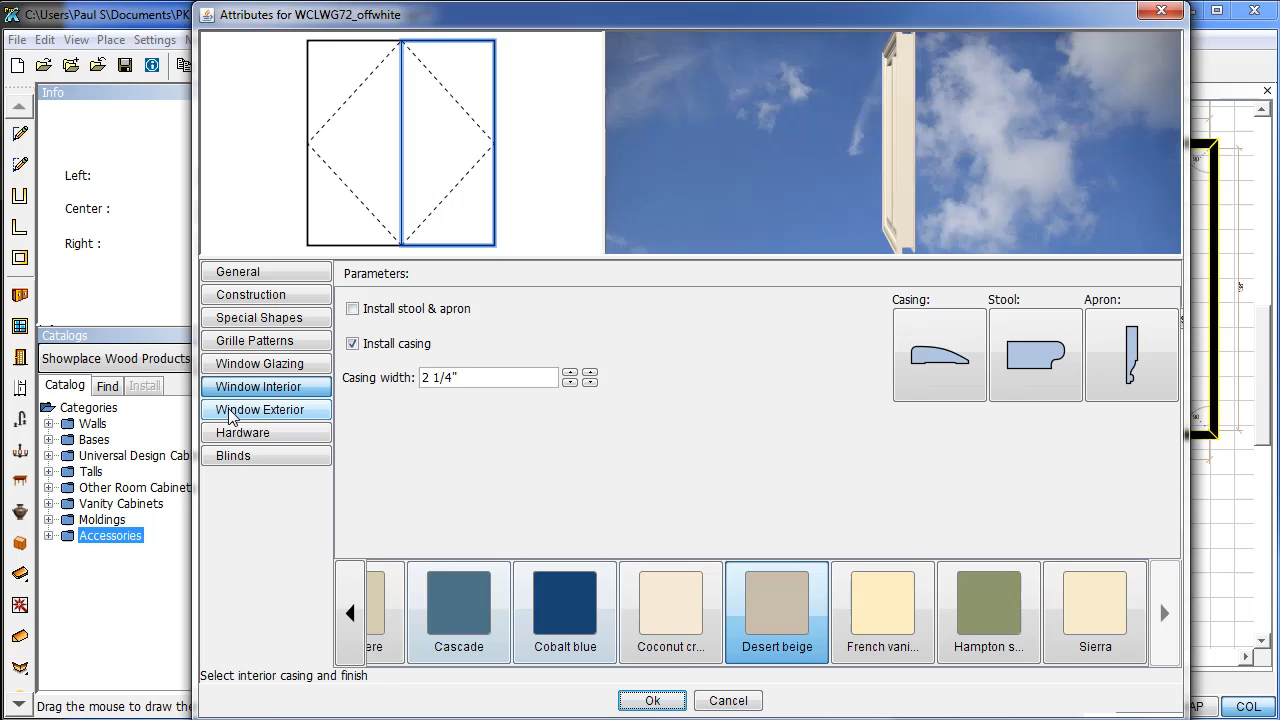 C:\Users\Paul S\Documents\PK
Attributes for WCLWG72_offwhite
File Edit View Place Settings
Info
Left:
Center :
Right :
Catalogs
Showplace Wood Products
Catalog Find Install
Categories
Walls
Bases
Universal Design Cab
Talls
Other Room Cabinet
Vanity Cabinets
Moldings
Accessories
General
Construction
Special Shapes
Grille Patterns
Window Glazing
Window Interior
Window Exterior
Hardware
Blinds
Parameters:
Install stool & apron
Install casing
Casing width: 2 1/4"
Casing: Stool: Apron:
ere
Cascade
Cobalt blue
Coconut cr...
Desert beige
French vani...
Hampton s...
Sierra
Select interior casing and finish
Ok Cancel
Drag the mouse to draw the
AP COL